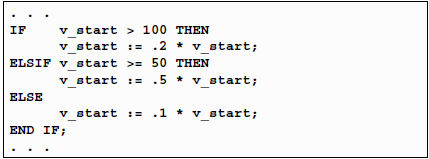 . . .
IF    v_start > 100 THEN
      v_start := .2 * v_start;
ELSIF v_start >= 50 THEN
      v_start := .5 * v_start;
ELSE
      v_start := .1 * v_start;
END IF;
. . .